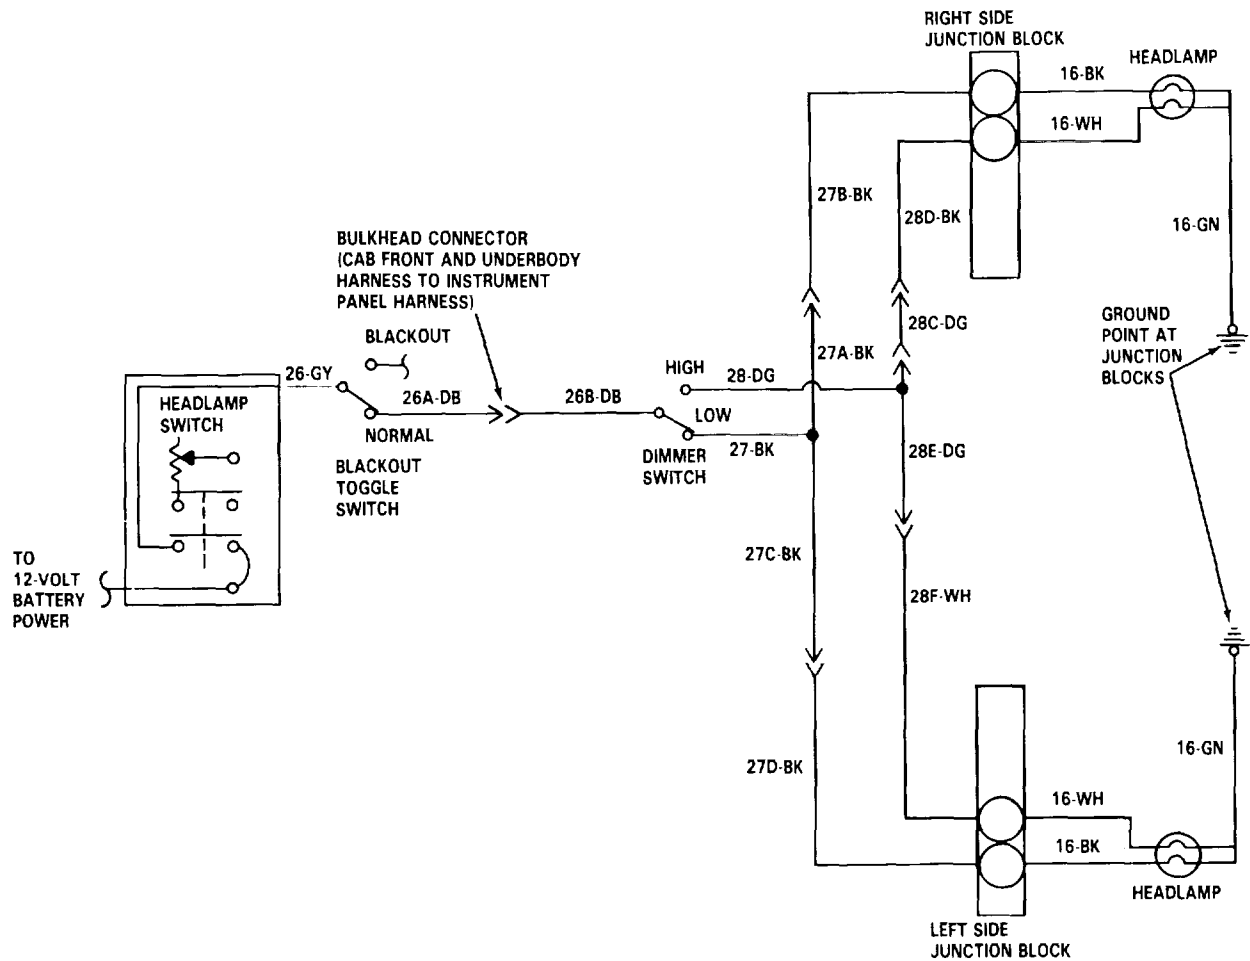 RIGHT SIDE
JUNCTION BLOCK
HEADLAMP
16-BK
16-WH
27B-BK
28D-BK
16-GN
BULKHEAD CONNECTOR
(CAB FRONT AND UNDERBODY
HARNESS TO INSTRUMENT
PANEL HARNESS)
GROUND
POINT AT
JUNCTION
BLOCKS
28C-DG
27A-BK
BLACKOUT
26-GY
HIGH
28-DG
26A-DB
26B-DB
HEADLAMP
SWITCH
LOW
NORMAL
27-BK
28E-DG
DIMMER
SWITCH
BLACKOUT
TOGGLE
SWITCH
27C-BK
TO
12-VOLT
BATTERY
POWER
28F-WH
27D-BK
16-GN
16-WH
16-BK
HEADLAMP
LEFT SIDE
JUNCTION BLOCK